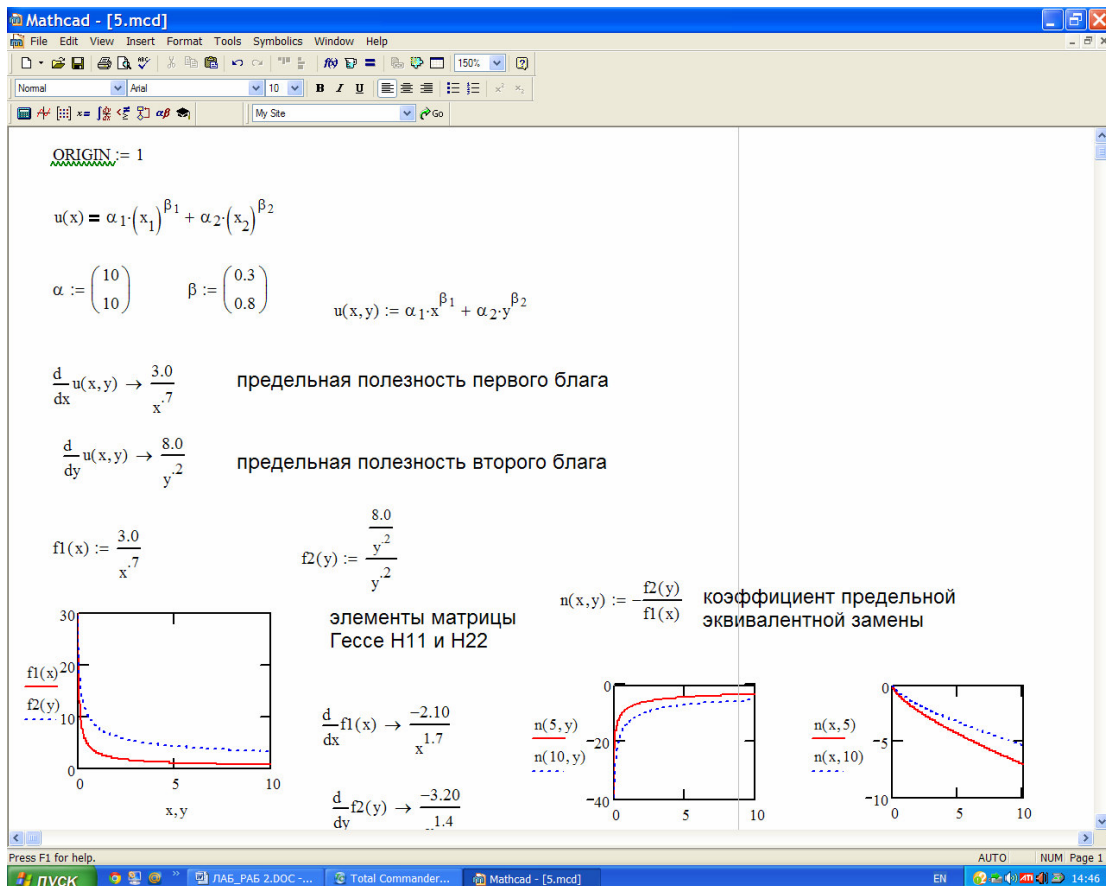 Mathcad - [5.mcd]
File Edit View Insert Format Tools Symbolics Window Help
150%
Normal Arial 10 B I U
My Site Go
ORIGIN := 1
u(x) = α₁·(x₁)^β₁ + α₂·(x₂)^β₂
α := (10 10) β := (0.3 0.8)
u(x,y) := α₁·x^β₁ + α₂·y^β₂
d/dx u(x,y) → 3.0/x^.7 предельная полезность первого блага
d/dy u(x,y) → 8.0/y^.2 предельная полезность второго блага
f1(x) := 3.0/x^.7
f2(y) := (8.0/y^.2)/y^.2
n(x,y) := -f2(y)/f1(x)
коэффициент предельной
эквивалентной замены
элементы матрицы
Гессе H11 и H22
30
20
10
0
f1(x)
f2(y)
0 5 10
x,y
d/dx f1(x) → -2.10/x^1.7
d/dy f2(y) → -3.20/y^1.4
n(5,y)
n(10,y)
0
-20
-40
0 5 10
n(x,5)
n(x,10)
0
-5
-10
0 5 10
Press F1 for help.
AUTO NUM Page 1
пуск
ЛАБ_РАБ 2.DOC -...
Total Commander...
Mathcad - [5.mcd]
EN
14:46